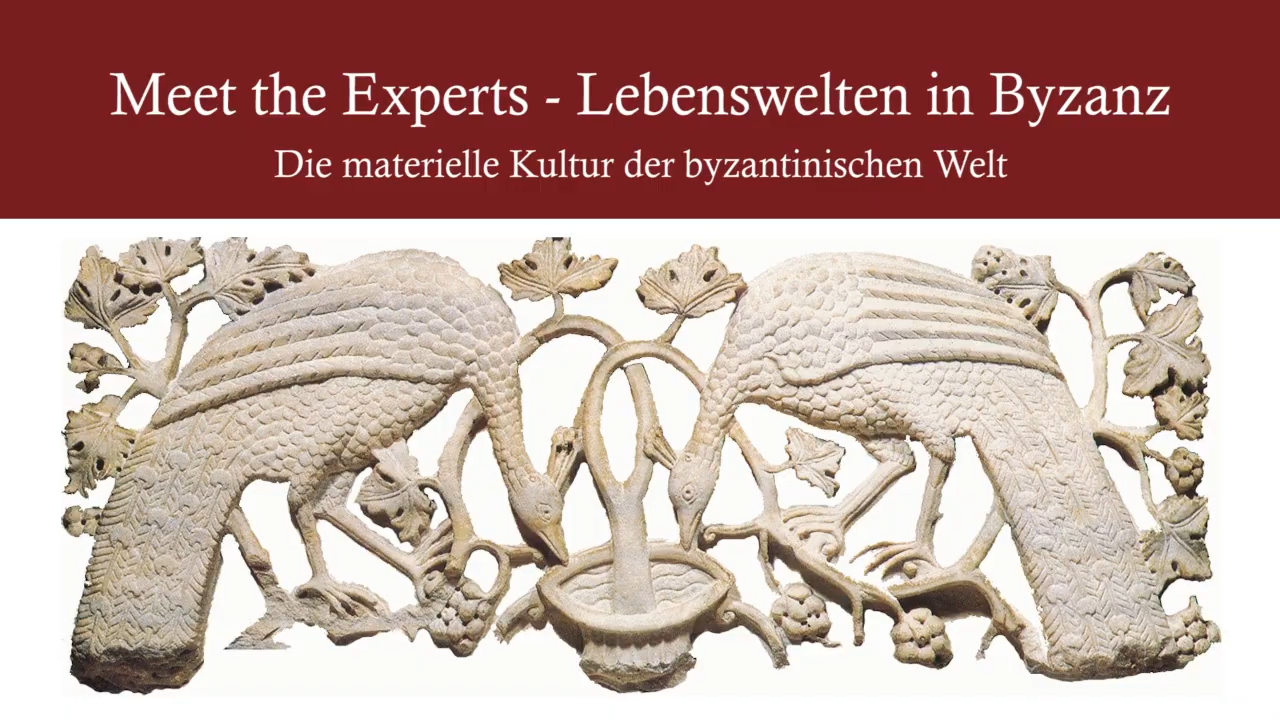 Meet the Experts - Lebenswelten in Byzanz
Die materielle Kultur der byzantinischen Welt